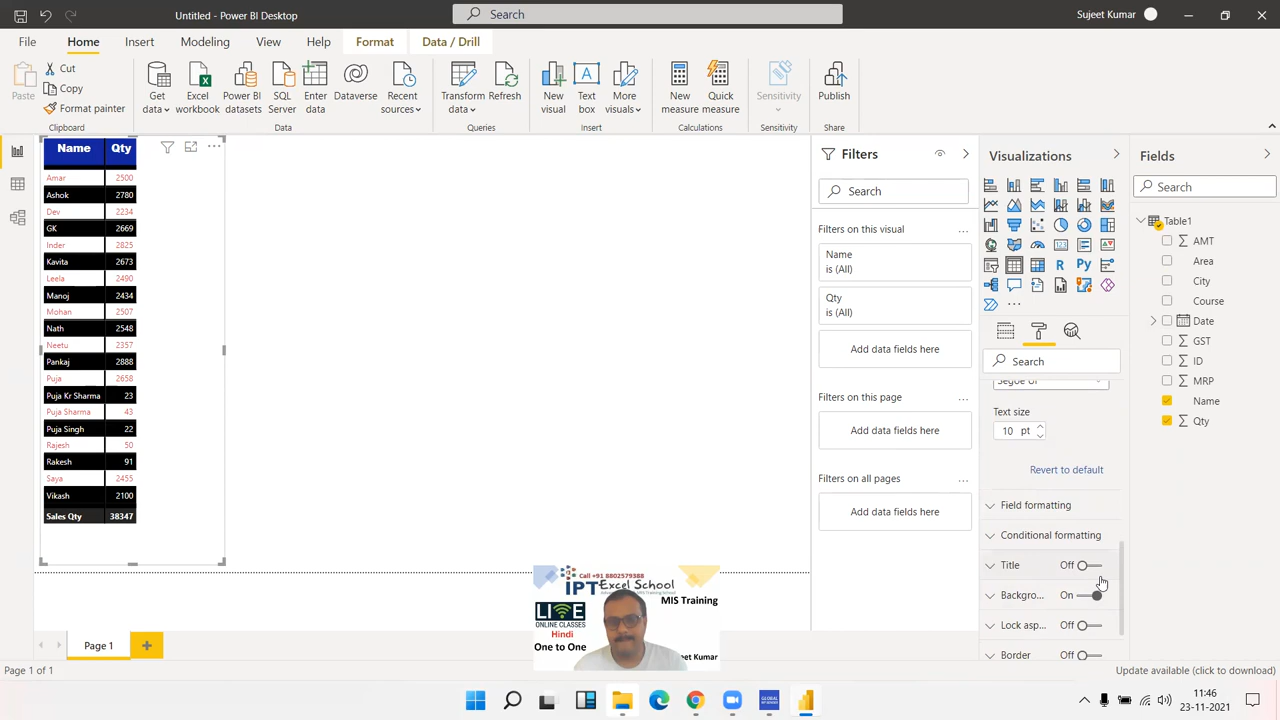 Untitled - Power BI Desktop
Search
Sujeet Kumar
File
Home
Insert
Modeling
View
Help
Format
Data / Drill
Paste
Cut
Copy
Format painter
Clipboard
Get data
Excel workbook
Power BI datasets
SQL Server
Enter data
Dataverse
Recent sources
Data
Transform data
Refresh
Queries
New visual
Text box
More visuals
Insert
New measure
Quick measure
Calculations
Sensitivity
Sensitivity
Publish
Share
Name Qty
Amar 2500
Ashok 2780
Dev 2234
GK 2669
Inder 2825
Kavita 2673
Leela 2490
Manoj 2434
Mohan 2507
Nath 2548
Neetu 2357
Pankaj 2888
Puja 2658
Puja Kr Sharma 23
Puja Sharma 43
Puja Singh 22
Rajesh 50
Rakesh 91
Saya 2455
Vikash 2100
Sales Qty 38347
Filters
Search
Filters on this visual ...
Name
is (All)
Qty
is (All)
Add data fields here
Filters on this page ...
Add data fields here
Filters on all pages ...
Add data fields here
Visualizations
R Py
...
Search
Segoe UI
Text size
10 pt
Revert to default
Field formatting
Conditional formatting
Title Off
Backgro... On
Lock asp... Off
Border Off
Fields
Search
Table1
AMT
Area
City
Course
Date
GST
ID
MRP
Name
Qty
Call +91 8802579388
IPT Excel School
MIS Training
LIVE
ONLINE CLASSES
Hindi
One to One
eet Kumar
Page 1
Page 1 of 1
Update available (click to download)
11:46
23-11-2021